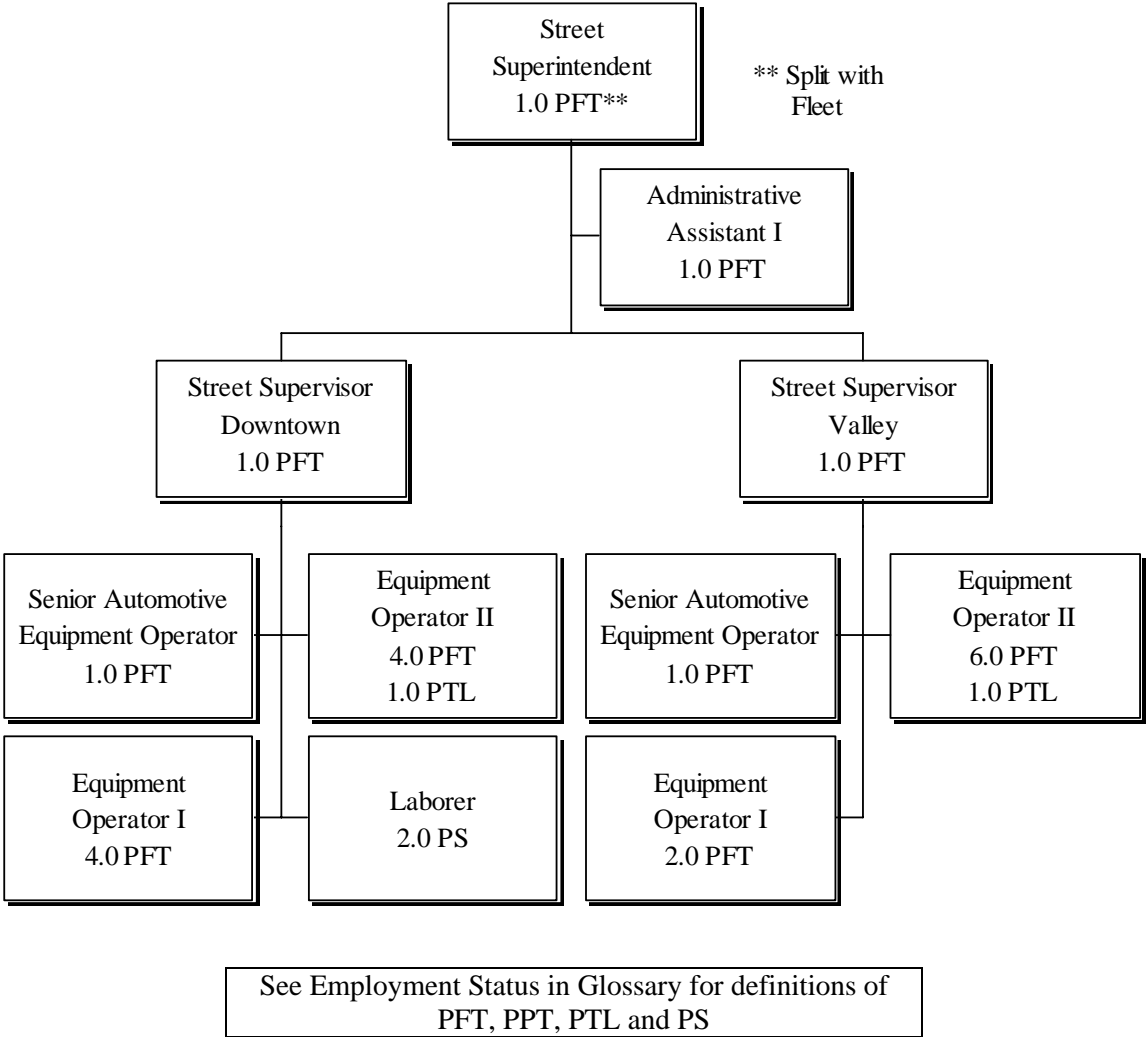 Street
Superintendent
1.0 PFT**
** Split with
Fleet
Administrative
Assistant I
1.0 PFT
Street Supervisor
Downtown
1.0 PFT
Street Supervisor
Valley
1.0 PFT
Senior Automotive
Equipment Operator
1.0 PFT
Equipment
Operator II
4.0 PFT
1.0 PTL
Senior Automotive
Equipment Operator
1.0 PFT
Equipment
Operator II
6.0 PFT
1.0 PTL
Equipment
Operator I
4.0 PFT
Laborer
2.0 PS
Equipment
Operator I
2.0 PFT
See Employment Status in Glossary for definitions of
PFT, PPT, PTL and PS